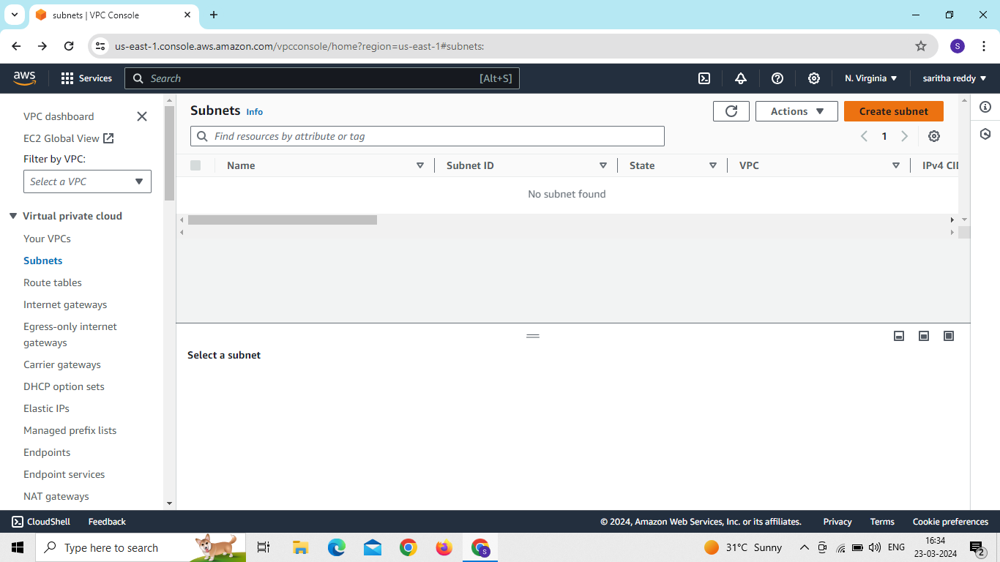 subnets | VPC Console
us-east-1.console.aws.amazon.com/vpcconsole/home?region=us-east-1#subnets:
S
aws
Services
Search
[Alt+S]
N. Virginia
saritha reddy
VPC dashboard
EC2 Global View
Filter by VPC:
Select a VPC
Virtual private cloud
Your VPCs
Subnets
Route tables
Internet gateways
Egress-only internet
gateways
Carrier gateways
DHCP option sets
Elastic IPs
Managed prefix lists
Endpoints
Endpoint services
NAT gateways
Subnets Info
Actions
Create subnet
Find resources by attribute or tag
1
Name
Subnet ID
State
VPC
IPv4 CI
No subnet found
Select a subnet
CloudShell
Feedback
© 2024, Amazon Web Services, Inc. or its affiliates.
Privacy
Terms
Cookie preferences
Type here to search
S
31°C Sunny
ENG
16:34
23-03-2024
2